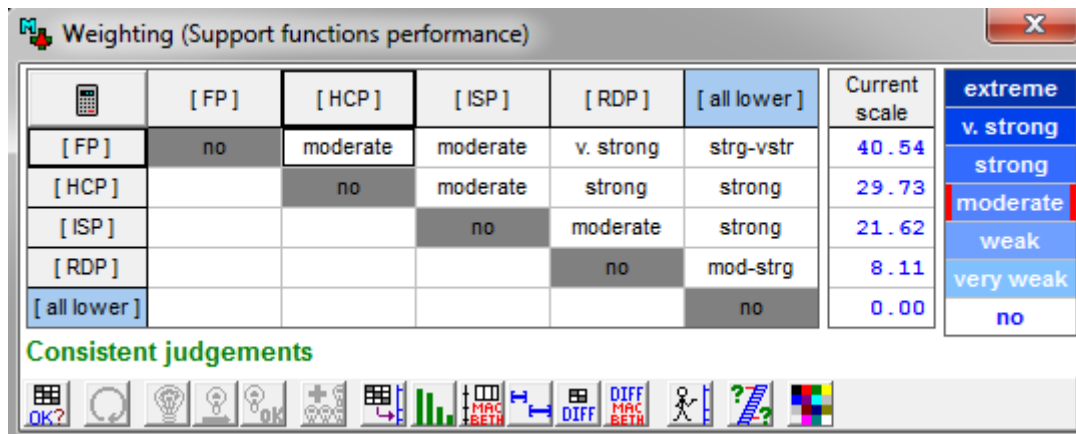 Weighting (Support functions performance)
[ FP ] [ HCP ] [ ISP ] [ RDP ] [ all lower ] Current scale
[ FP ] no moderate moderate v. strong strg-vstr 40.54
[ HCP ] no moderate strong strong 29.73
[ ISP ] no moderate strong 21.62
[ RDP ] no mod-strg 8.11
[ all lower ] no 0.00
extreme
v. strong
strong
moderate
weak
very weak
no
Consistent judgements
OK? OK MAC BETH DIFF DIFF MAC BETH ? ?